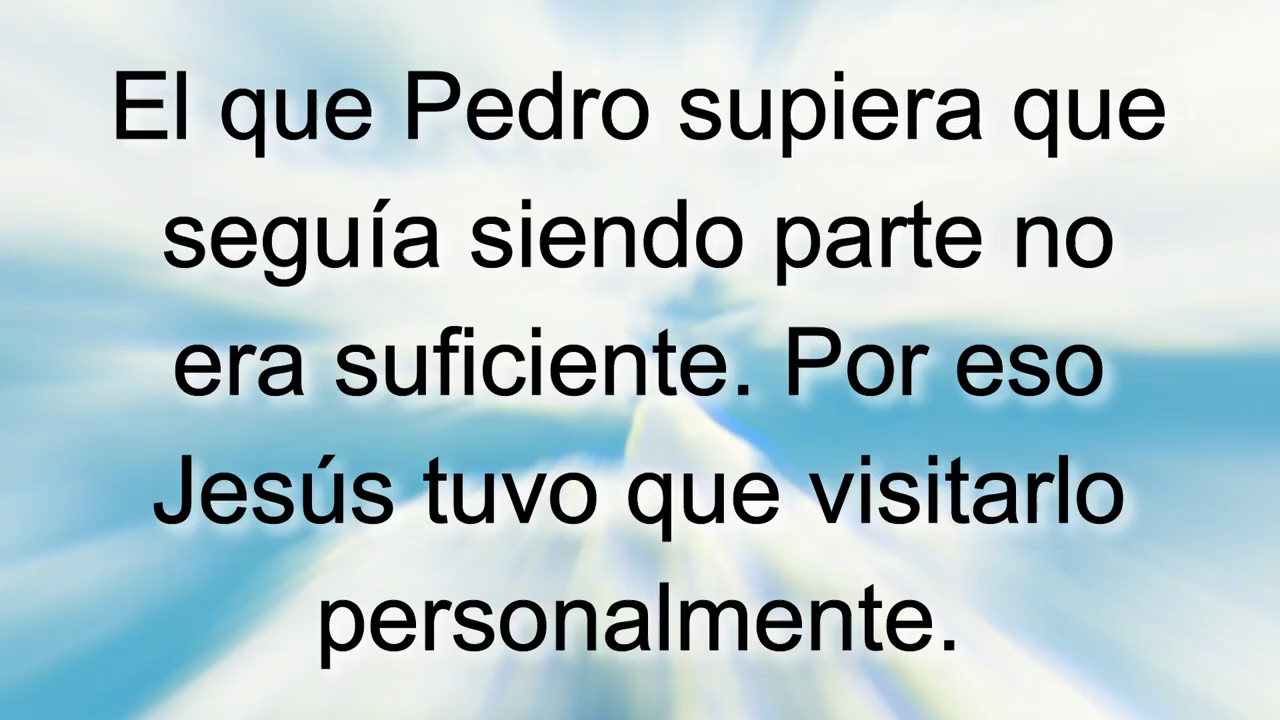 El que Pedro supiera que
seguía siendo parte no
era suficiente. Por eso
Jesús tuvo que visitarlo
personalmente.